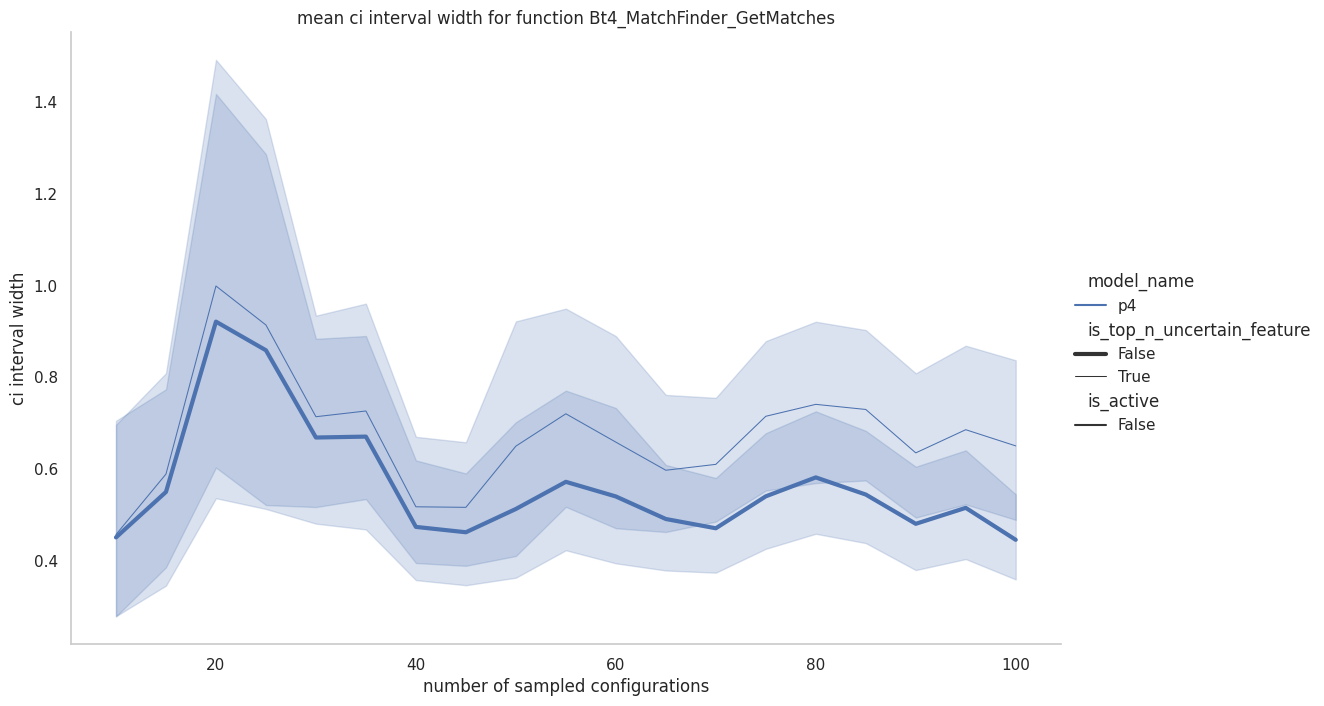 mean ci interval width for function Bt4_MatchFinder_GetMatches
1.4
1.2
1.0
0.8
0.6
0.4
ci interval width
20
40
60
80
100
number of sampled configurations
model_name
p4
is_top_n_uncertain_feature
False
True
is_active
False